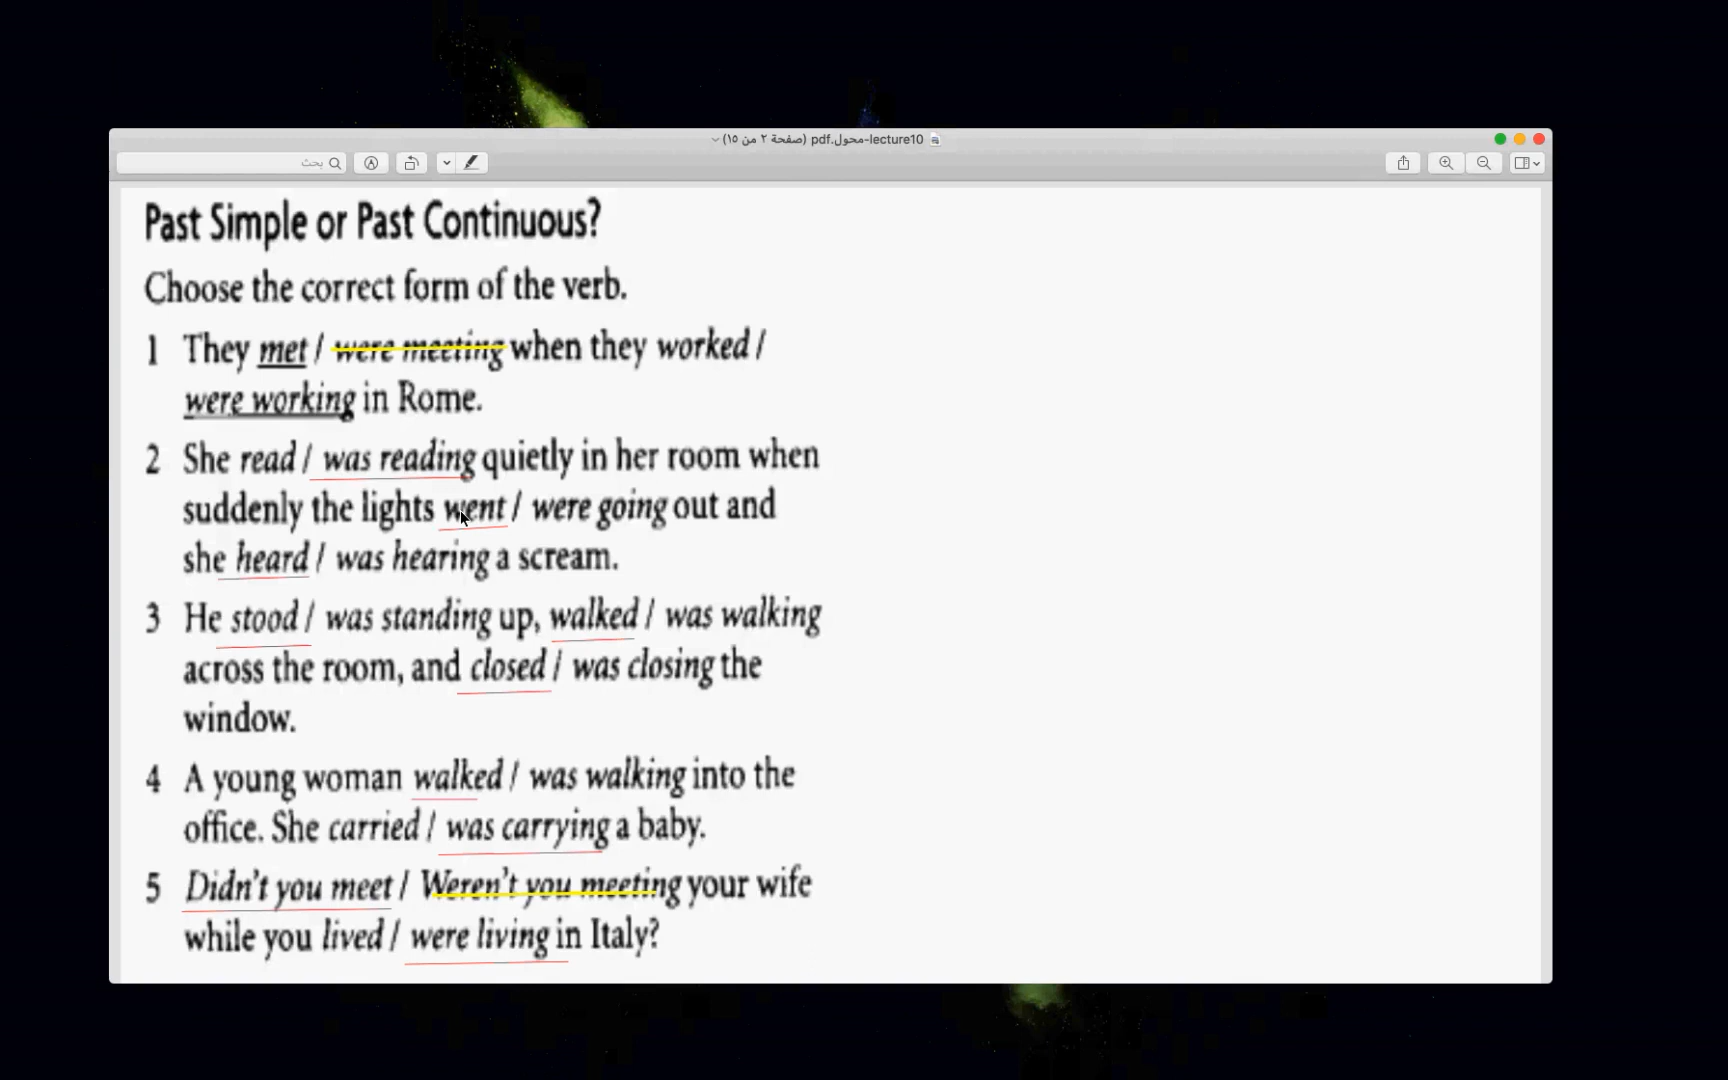 lecture10-محول.pdf (صفحة ٢ من ١٥)
بحث
Past Simple or Past Continuous?
Choose the correct form of the verb.
1 They met / were meeting when they worked /
were working in Rome.
2 She read / was reading quietly in her room when
suddenly the lights went / were going out and
she heard / was hearing a scream.
3 He stood / was standing up, walked / was walking
across the room, and closed / was closing the
window.
4 A young woman walked / was walking into the
office. She carried / was carrying a baby.
5 Didn't you meet / Weren't you meeting your wife
while you lived / were living in Italy?